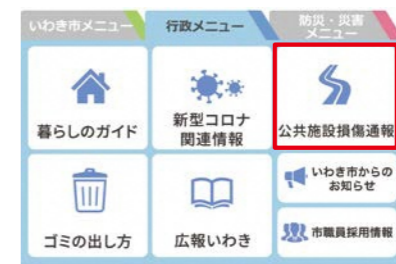 いわき市メニュー
行政メニュー
防災・災害
メニュー
暮らしのガイド
新型コロナ
関連情報
公共施設損傷通報
ゴミの出し方
広報いわき
いわき市からの
お知らせ
市職員採用情報